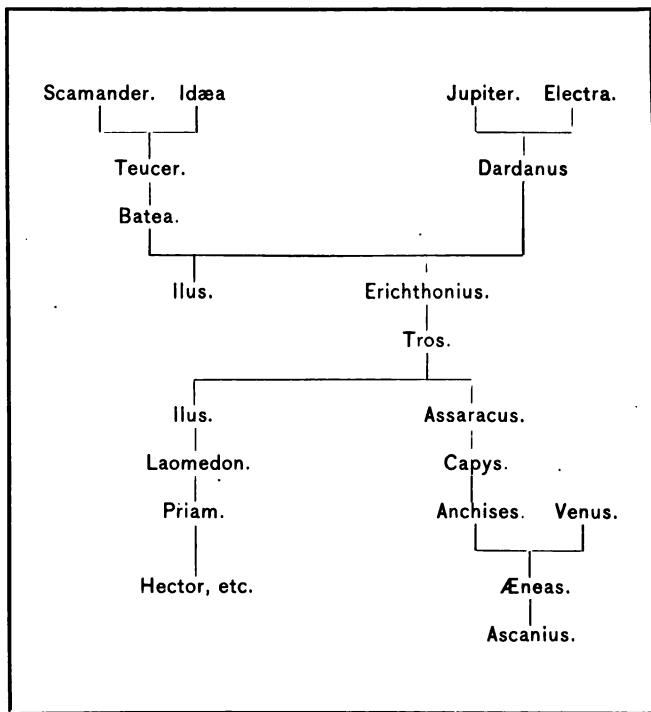 Scamander. Idæa Jupiter. Electra.
Teucer. Dardanus
Batea.
Ilus. Erichthonius.
Tros.
Ilus. Assaracus.
Laomedon. Capys.
Priam. Anchises. Venus.
Hector, etc. Æneas.
Ascanius.